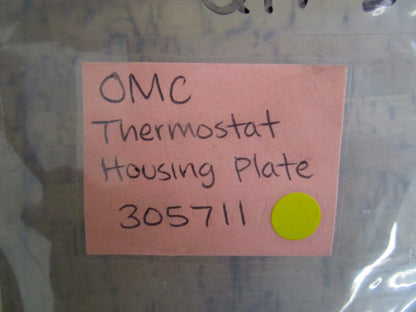 OMC
Thermostat
Housing Plate
305711